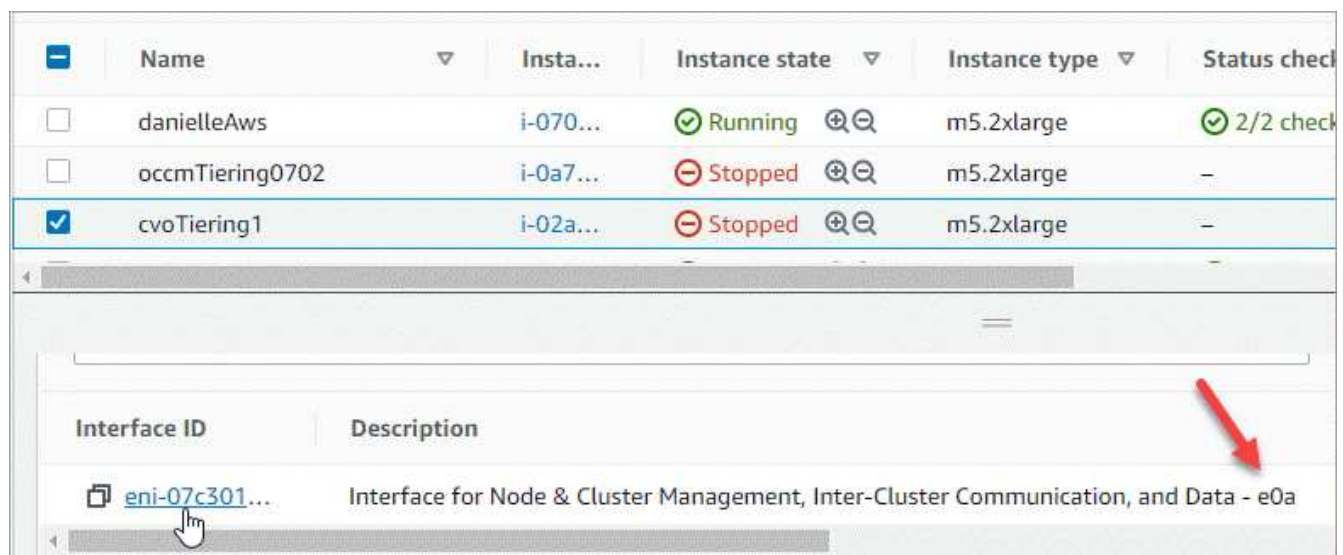 Name Insta... Instance state Instance type Status check
danielleAws i-070... Running m5.2xlarge 2/2 check
occmTiering0702 i-0a7... Stopped m5.2xlarge –
cvoTiering1 i-02a... Stopped m5.2xlarge –
Interface ID Description
eni-07c301... Interface for Node & Cluster Management, Inter-Cluster Communication, and Data - e0a